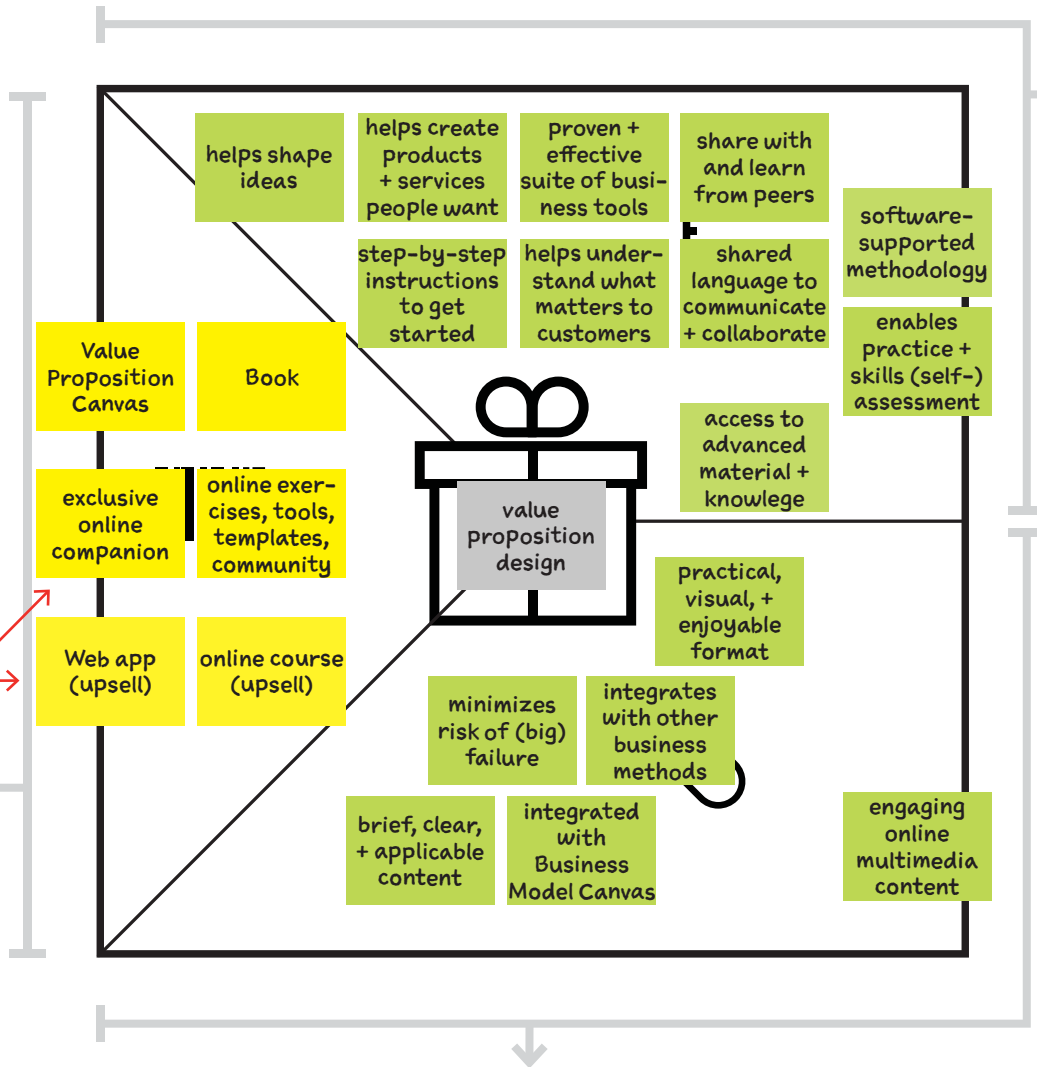 helps shape
ideas
helps create
products
+ services
people want
proven +
effective
suite of busi-
ness tools
share with
and learn
from peers
software-
supported
methodology
step-by-step
instructions
to get
started
helps under-
stand what
matters to
customers
shared
language to
communicate
+ collaborate
enables
practice +
skills (self-)
assessment
Value
Proposition
Canvas
Book
access to
advanced
material +
knowlege
exclusive
online
companion
online exer-
cises, tools,
templates,
community
value
proposition
design
practical,
visual, +
enjoyable
format
Web app
(upsell)
online course
(upsell)
minimizes
risk of (big)
failure
integrates
with other
business
methods
brief, clear,
+ applicable
content
integrated
with
Business
Model Canvas
engaging
online
multimedia
content